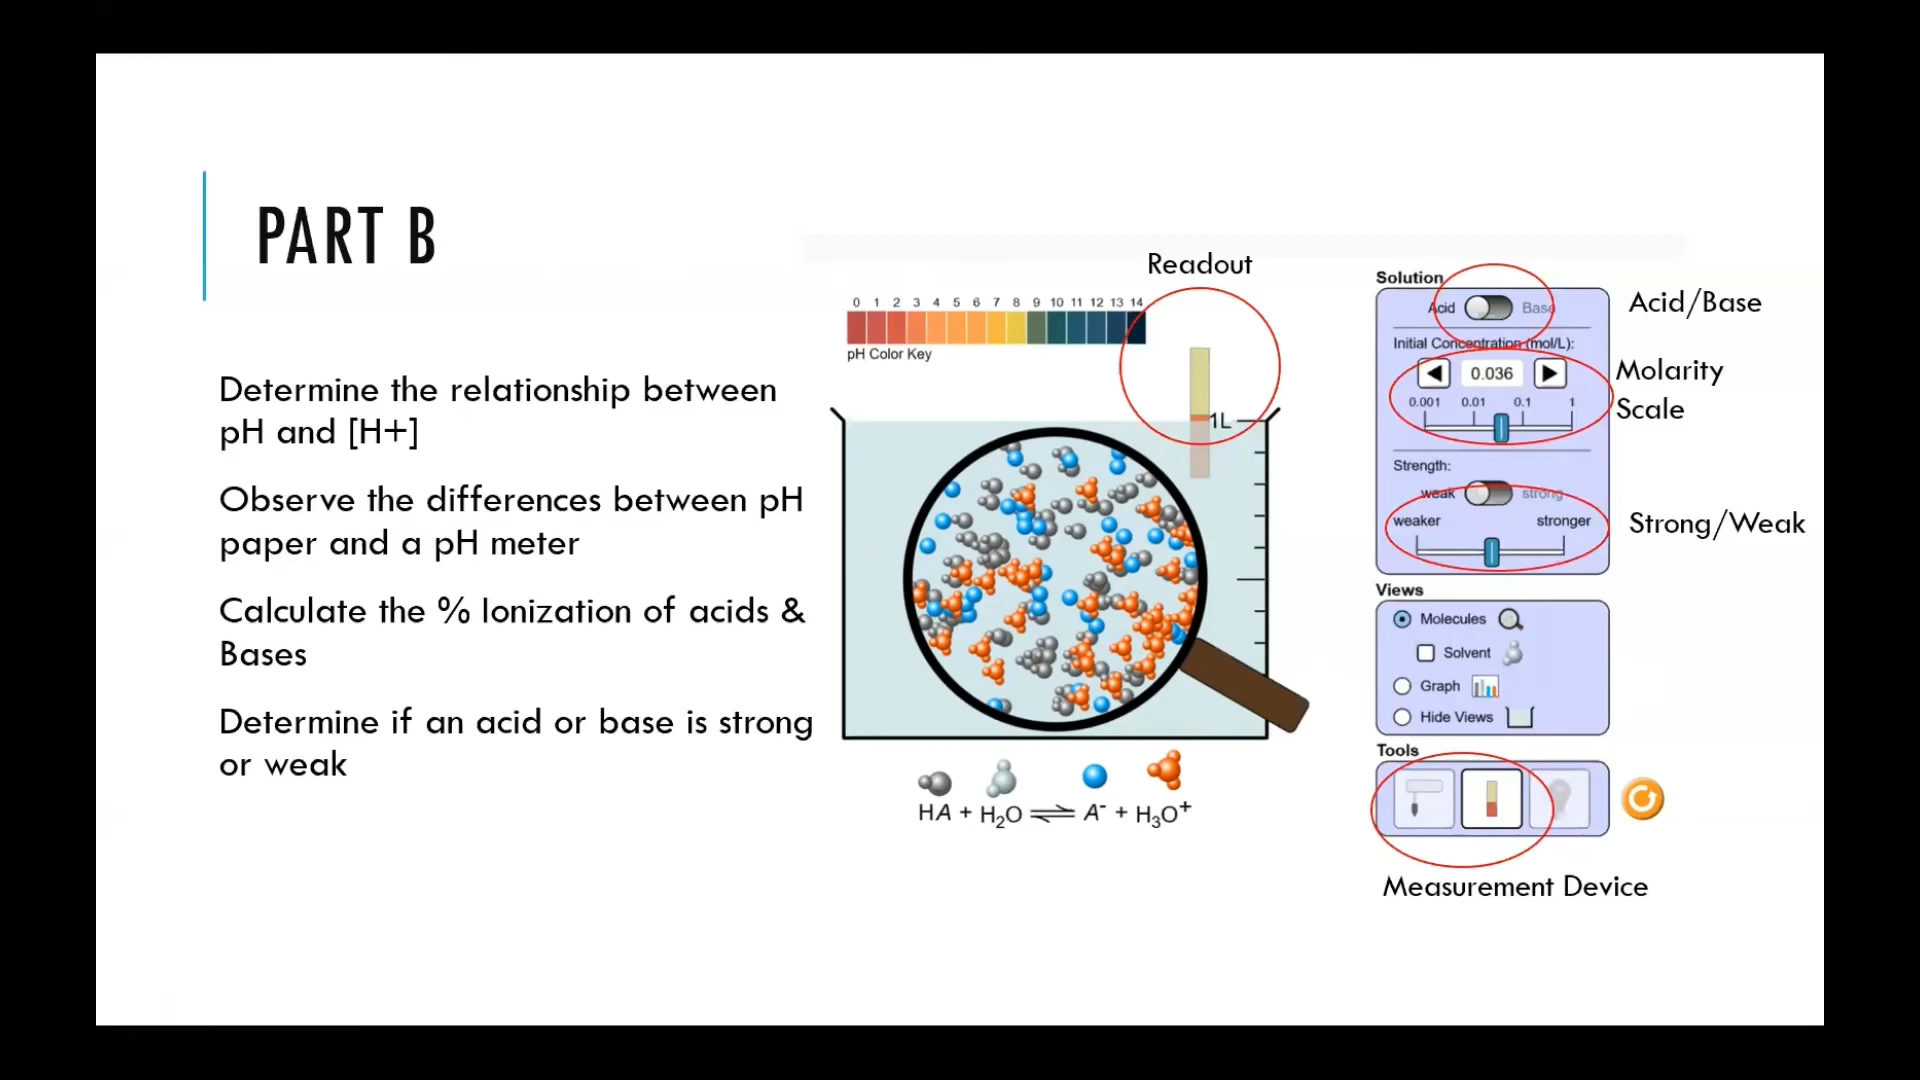 PART B
Determine the relationship between
pH and [H+]
Observe the differences between pH
paper and a pH meter
Calculate the % Ionization of acids &
Bases
Determine if an acid or base is strong
or weak
Readout
0 1 2 3 4 5 6 7 8 9 10 11 12 13 14
pH Color Key
1L
HA + H₂O ⇌ A⁻ + H₃O⁺
Solution
Acid Base
Acid/Base
Initial Concentration (mol/L):
0.036
Molarity
Scale
0.001 0.01 0.1 1
Strength:
weak strong
weaker stronger
Strong/Weak
Views
Molecules
Solvent
Graph
Hide Views
Tools
Measurement Device